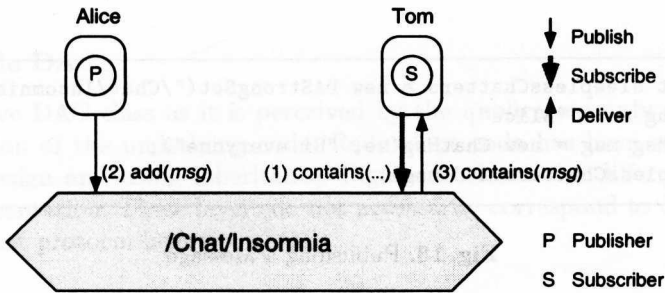 Alice
Tom
P
S
Publish
Subscribe
Deliver
(2) add(msg)
(1) contains(...)
(3) contains(msg)
/Chat/Insomnia
P Publisher
S Subscriber